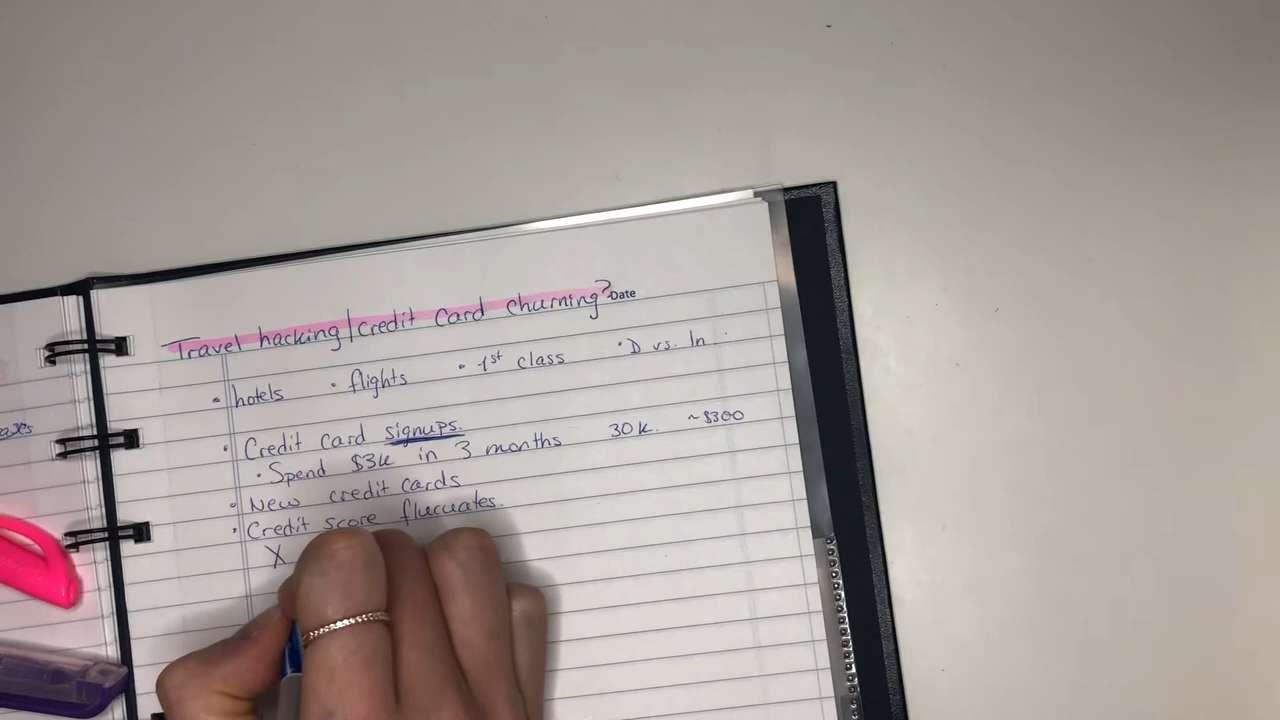 Travel hacking/credit card churning?
Date
• hotels • flights • 1st class • D vs. In
• Credit card signups.
• Spend $3k in 3 months 30k. ~$300
• New credit cards
• Credit score flucuates.
X